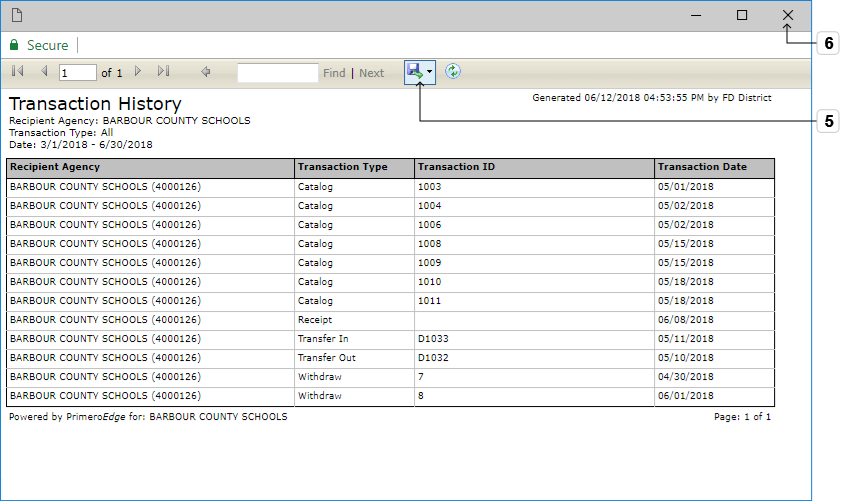 6
Secure
1 of 1 Find | Next
5
Transaction History
Generated 06/12/2018 04:53:55 PM by FD District
Recipient Agency: BARBOUR COUNTY SCHOOLS
Transaction Type: All
Date: 3/1/2018 - 6/30/2018
Recipient Agency Transaction Type Transaction ID Transaction Date
BARBOUR COUNTY SCHOOLS (4000126) Catalog 1003 05/01/2018
BARBOUR COUNTY SCHOOLS (4000126) Catalog 1004 05/02/2018
BARBOUR COUNTY SCHOOLS (4000126) Catalog 1006 05/02/2018
BARBOUR COUNTY SCHOOLS (4000126) Catalog 1008 05/15/2018
BARBOUR COUNTY SCHOOLS (4000126) Catalog 1009 05/15/2018
BARBOUR COUNTY SCHOOLS (4000126) Catalog 1010 05/18/2018
BARBOUR COUNTY SCHOOLS (4000126) Catalog 1011 05/18/2018
BARBOUR COUNTY SCHOOLS (4000126) Receipt 06/08/2018
BARBOUR COUNTY SCHOOLS (4000126) Transfer In D1033 05/11/2018
BARBOUR COUNTY SCHOOLS (4000126) Transfer Out D1032 05/10/2018
BARBOUR COUNTY SCHOOLS (4000126) Withdraw 7 04/30/2018
BARBOUR COUNTY SCHOOLS (4000126) Withdraw 8 06/01/2018
Powered by PrimeroEdge for: BARBOUR COUNTY SCHOOLS Page: 1 of 1